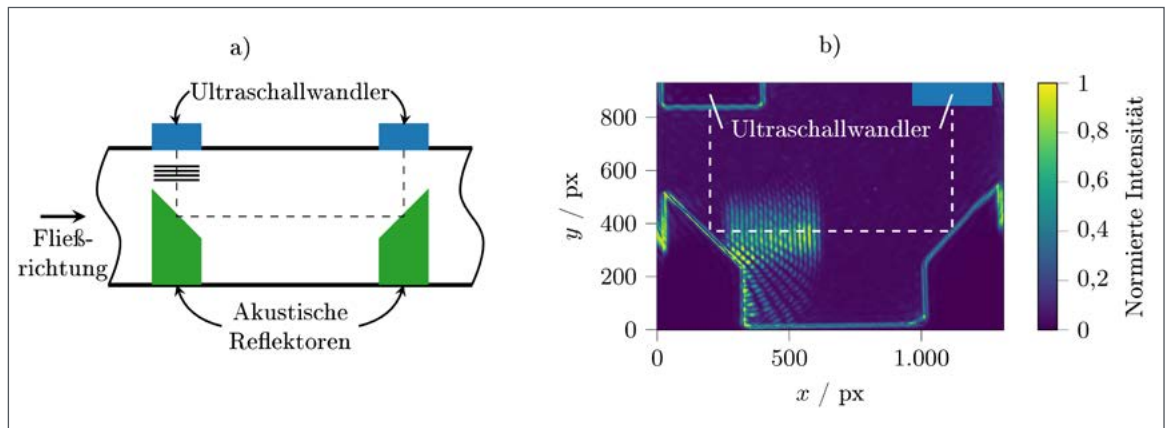 a)
Ultraschallwandler
Fließ-
richtung
Akustische
Reflektoren
b)
Ultraschallwandler
800
600
400
200
0
y / px
0
500
1.000
x / px
1
0,8
0,6
0,4
0,2
0
Normierte Intensität